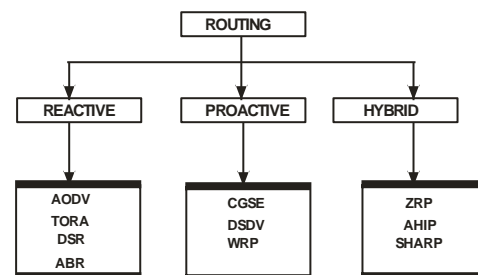 ROUTING
REACTIVE
PROACTIVE
HYBRID
AODV
TORA
DSR
ABR
CGSE
DSDV
WRP
ZRP
AHIP
SHARP